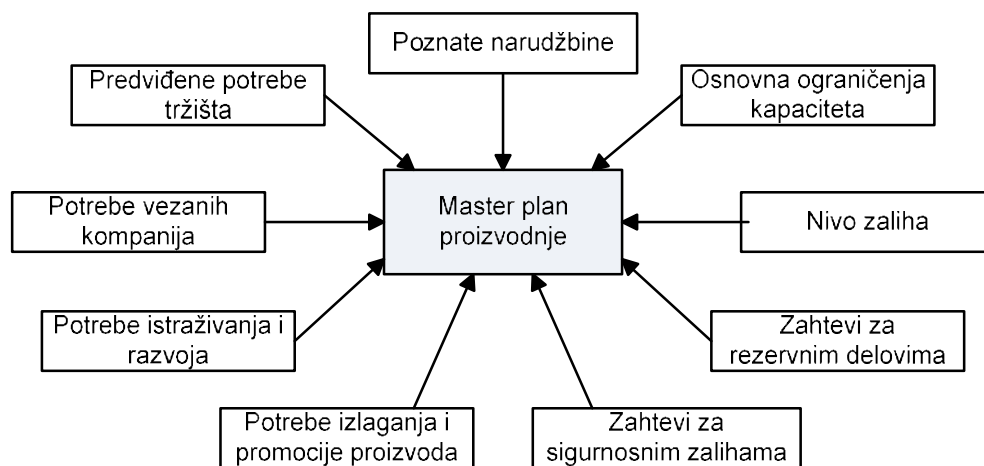 Poznate narudžbine
Predviđene potrebe
tržišta
Osnovna ograničenja
kapaciteta
Potrebe vezanih
kompanija
Master plan
proizvodnje
Nivo zaliha
Potrebe istraživanja i
razvoja
Zahtevi za
rezervnim delovima
Potrebe izlaganja i
promocije proizvoda
Zahtevi za
sigurnosnim zalihama